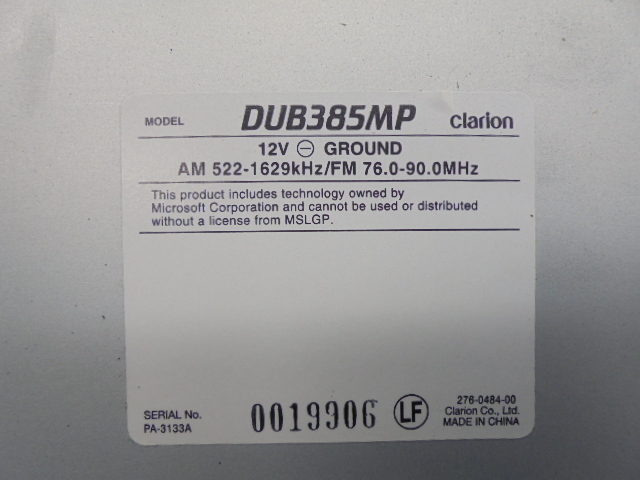 MODEL DUB385MP clarion
12V ⊖ GROUND
AM 522-1629kHz/FM 76.0-90.0MHz
This product includes technology owned by
Microsoft Corporation and cannot be used or distributed
without a license from MSLGP.
SERIAL No.
PA-3133A
0019906
LF
276-0484-00
Clarion Co., Ltd.
MADE IN CHINA